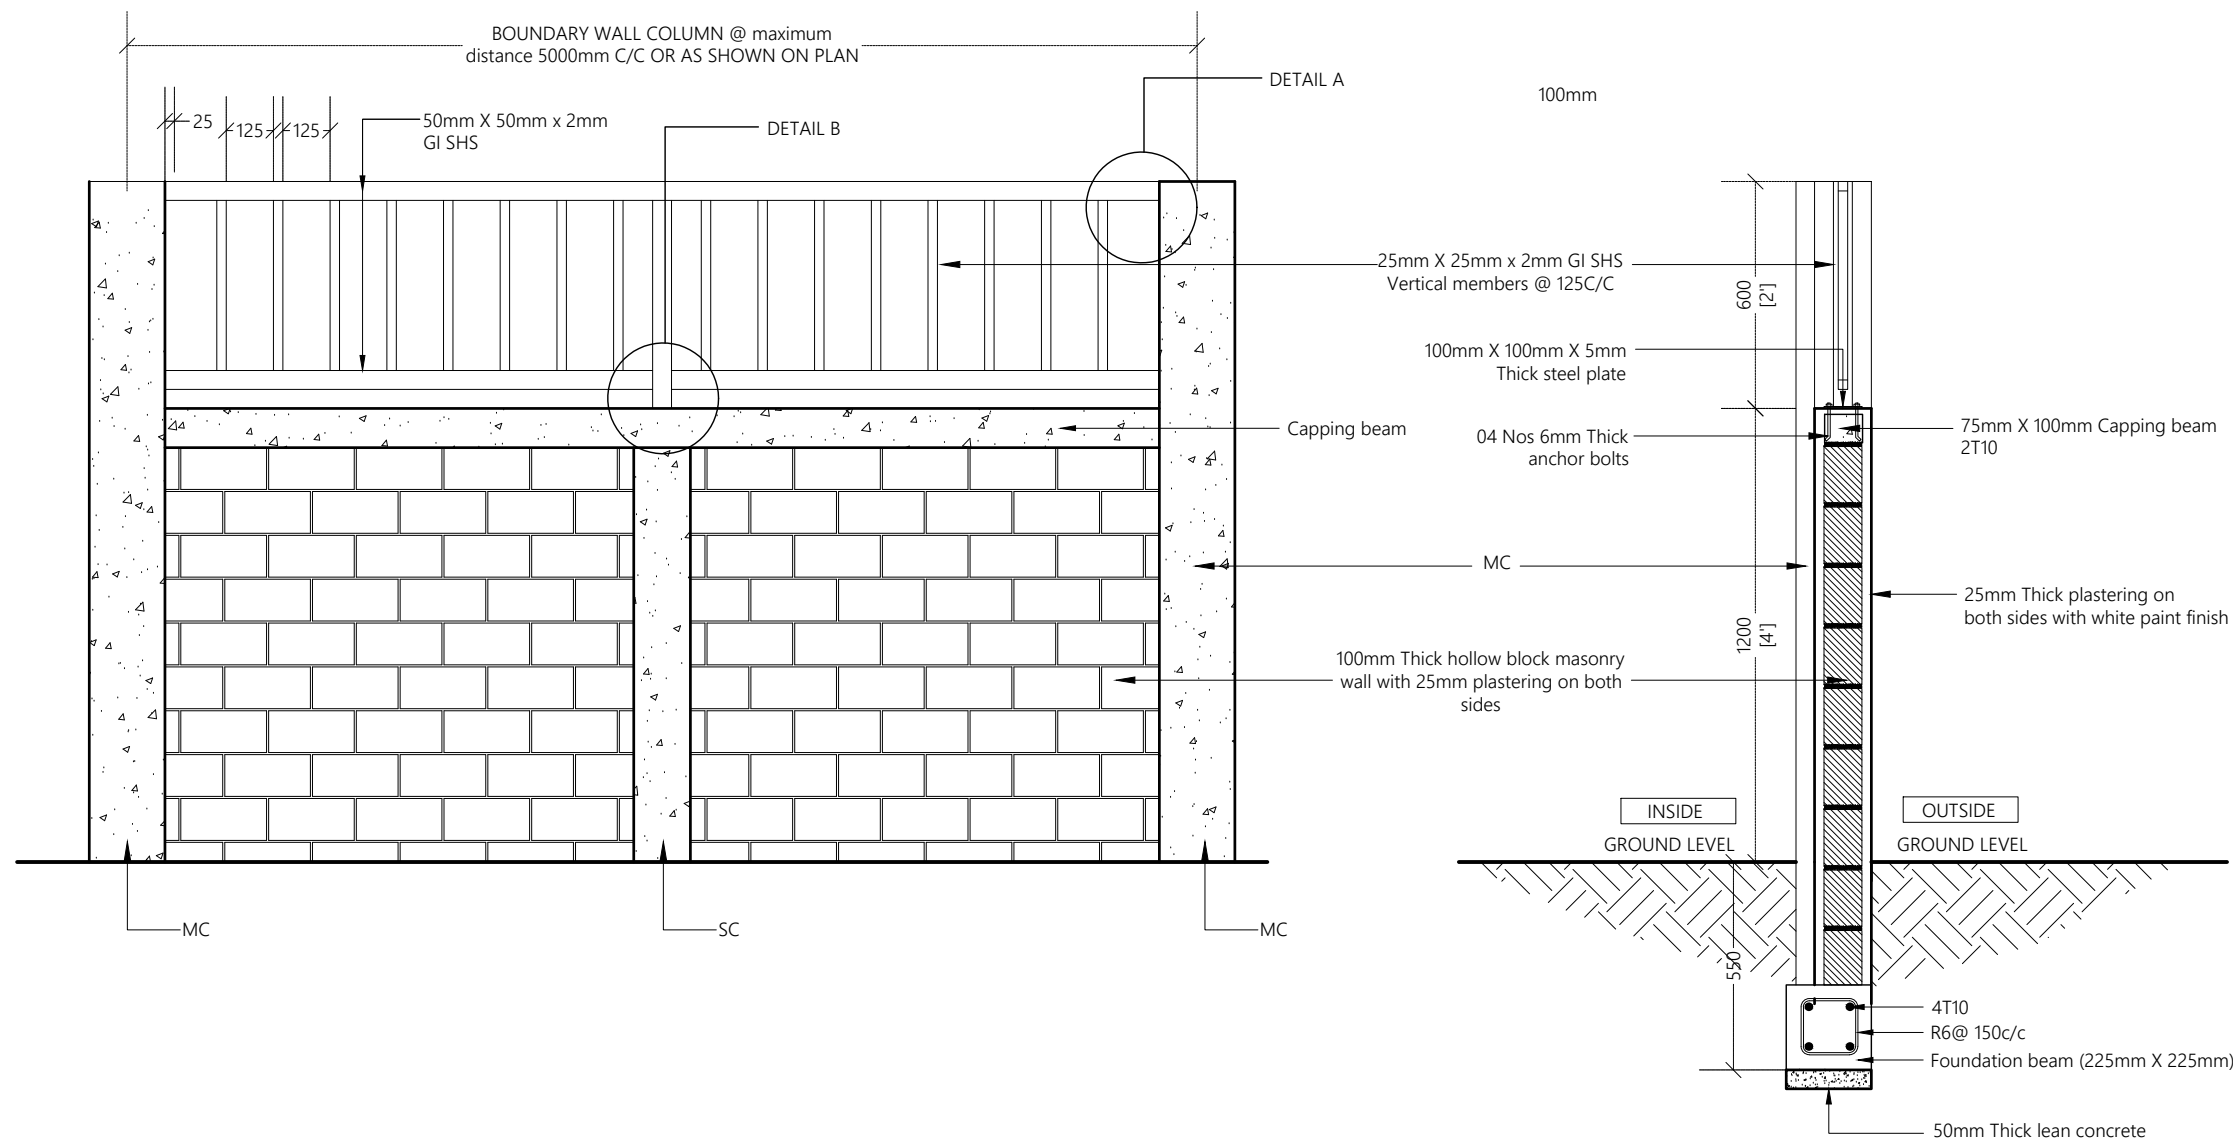 BOUNDARY WALL COLUMN @ maximum
distance 5000mm C/C OR AS SHOWN ON PLAN
DETAIL A
100mm
25
125
125
50mm X 50mm x 2mm
GI SHS
DETAIL B
25mm X 25mm x 2mm GI SHS
Vertical members @ 125C/C
600
[2']
100mm X 100mm X 5mm
Thick steel plate
Capping beam
04 Nos 6mm Thick
anchor bolts
75mm X 100mm Capping beam
2T10
MC
25mm Thick plastering on
both sides with white paint finish
1200
[4']
100mm Thick hollow block masonry
wall with 25mm plastering on both
sides
INSIDE
OUTSIDE
GROUND LEVEL
GROUND LEVEL
MC
SC
MC
550
4T10
R6@ 150c/c
Foundation beam (225mm X 225mm)
50mm Thick lean concrete